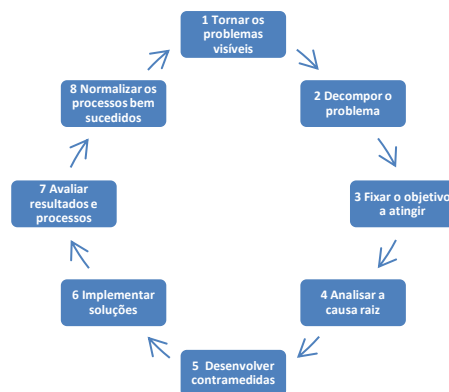 1 Tornar os
problemas
visíveis
2 Decompor o
problema
3 Fixar o objetivo
a atingir
4 Analisar a
causa raiz
5 Desenvolver
contramedidas
6 Implementar
soluções
7 Avaliar
resultados e
processos
8 Normalizar os
processos bem
sucedidos